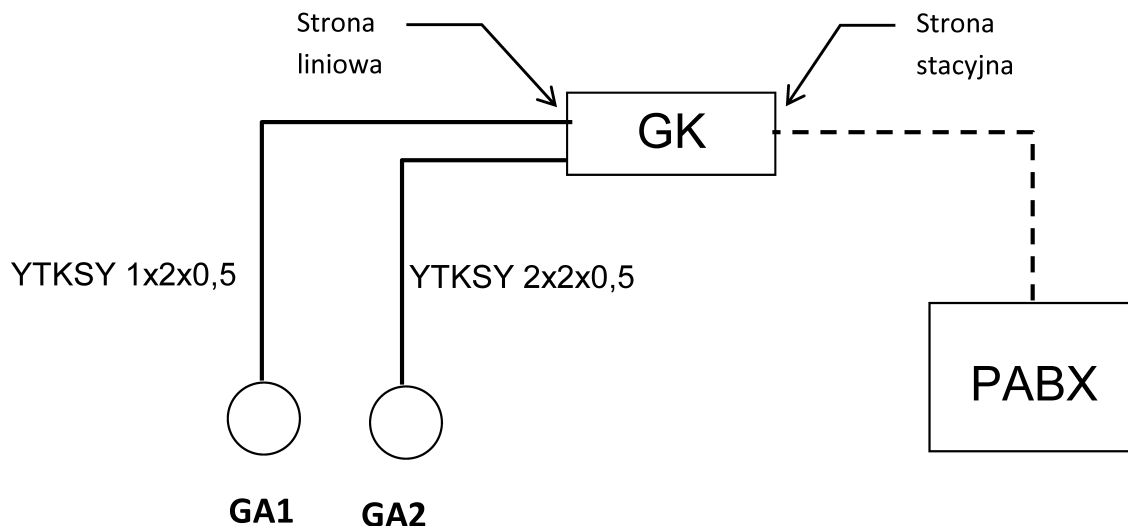 Strona
liniowa
Strona
stacyjna
GK
YTKSY 1x2x0,5
YTKSY 2x2x0,5
PABX
GA1
GA2